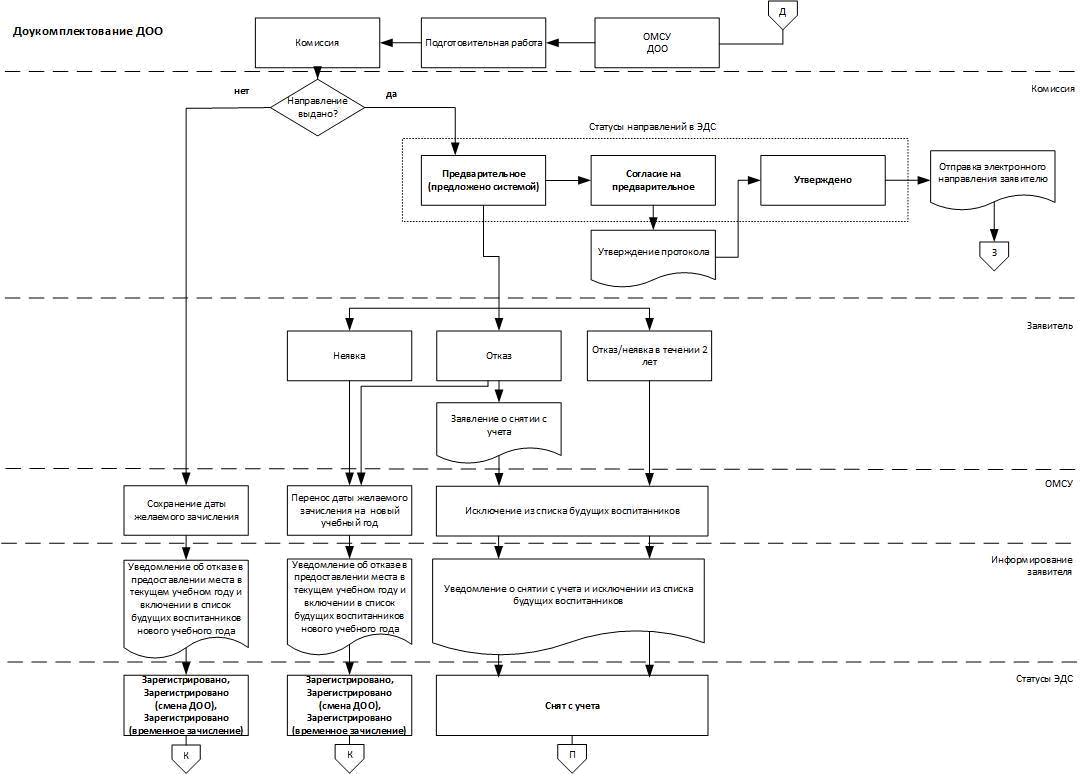 Доукомплектование ДОО
Комиссия
Подготовительная работа
ОМСУ
ДОО
Д
Комиссия
нет
Направление
выдано?
да
Статусы направлений в ЭДС
Предварительное
(предложено системой)
Согласие на
предварительное
Утверждено
Отправка электронного
направления заявителю
Утверждение протокола
З
Заявитель
Неявка
Отказ
Отказ/неявка в течении 2
лет
Заявление о снятии с
учета
ОМСУ
Сохранение даты
желаемого зачисления
Перенос даты желаемого
зачисления на новый
учебный год
Исключение из списка будущих воспитанников
Информирование
заявителя
Уведомление об отказе в
предоставлении места в
текущем учебном году и
включении в список
будущих воспитанников
нового учебного года
Уведомление об отказе в
предоставлении места в
текущем учебном году и
включении в список
будущих воспитанников
нового учебного года
Уведомление о снятии с учета и исключении из списка
будущих воспитанников
Статусы ЭДС
Зарегистрировано,
Зарегистрировано
(смена ДОО),
Зарегистрировано
(временное зачисление)
Зарегистрировано,
Зарегистрировано
(смена ДОО),
Зарегистрировано
(временное зачисление)
Снят с учета
К
К
П